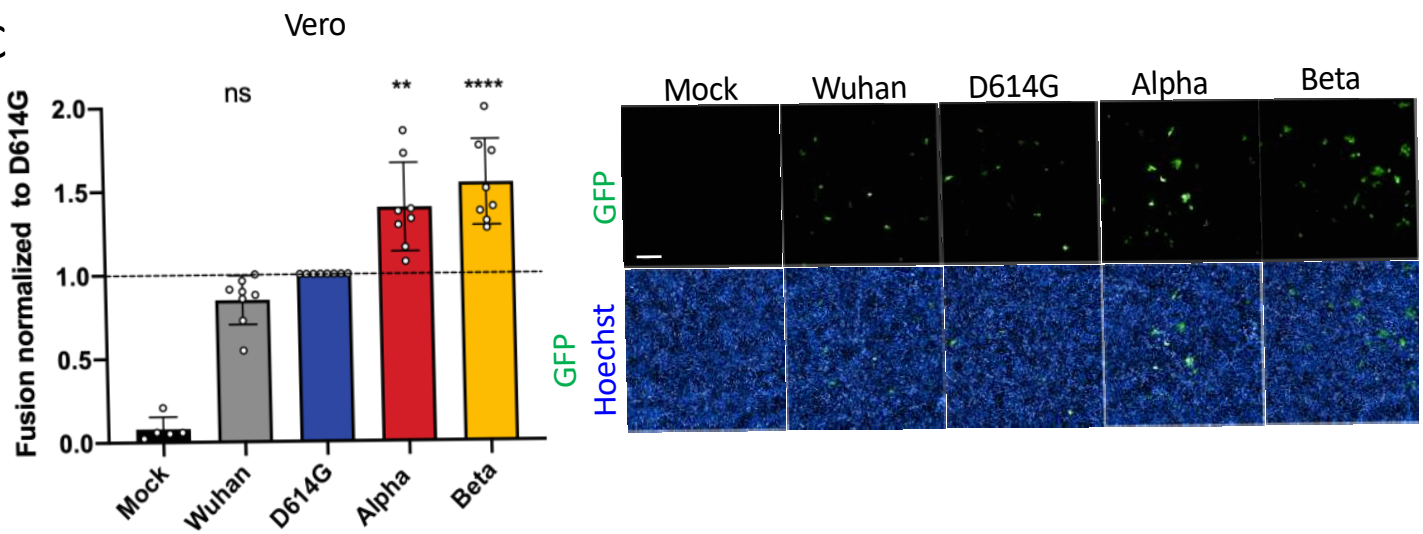 C
Vero
ns
**
****
Fusion normalized to D614G
2.0
1.5
1.0
0.5
0.0
Mock
Wuhan
D614G
Alpha
Beta
Mock
Wuhan
D614G
Alpha
Beta
GFP
GFP
Hoechst